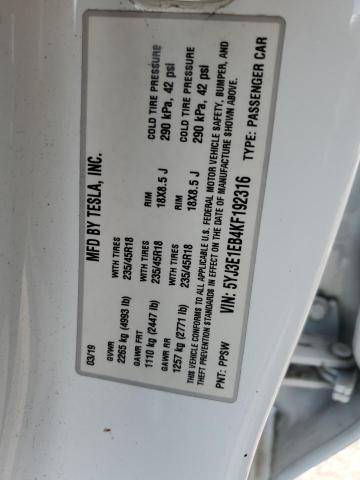 MFD BY TESLA, INC.
03/19
GVWR
2265 kg (4993 lb)
GAWR FRT WITH TIRES RIM COLD TIRE PRESSURE
1110 kg (2447 lb) 235/45R18 18X8.5 J 290 kPa, 42 psi
GAWR RR WITH TIRES RIM COLD TIRE PRESSURE
1257 kg (2771 lb) 235/45R18 18X8.5 J 290 kPa, 42 psi
THIS VEHICLE CONFORMS TO ALL APPLICABLE U.S. FEDERAL MOTOR VEHICLE SAFETY, BUMPER, AND
THEFT PREVENTION STANDARDS IN EFFECT ON THE DATE OF MANUFACTURE SHOWN ABOVE.
VIN: 5YJ3E1EB4KF192316 TYPE: PASSENGER CAR
PNT: PPSW